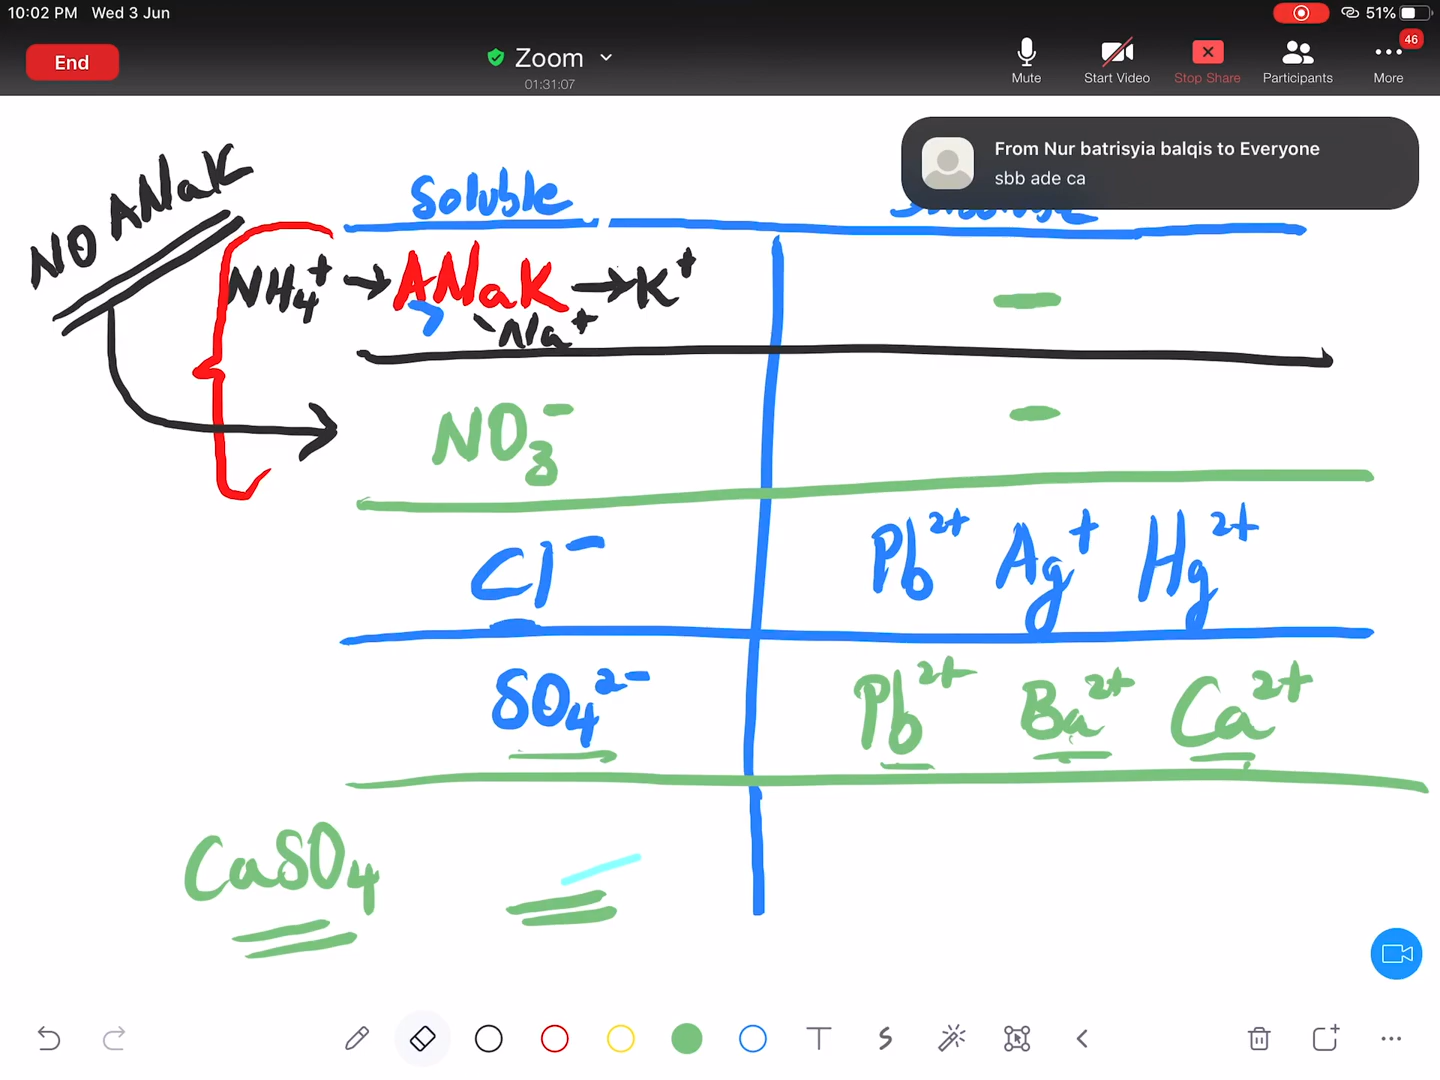 10:02 PM Wed 3 Jun
51%
End
Zoom
01:31:07
Mute
Start Video
Stop Share
Participants
46
More
From Nur batrisyia balqis to Everyone
sbb ade ca
NO ANaK
Soluble
NH₄⁺ → ANaK → K⁺
Na⁺
-
NO₃⁻
-
Cl⁻
Pb²⁺ Ag⁺ Hg²⁺
SO₄²⁻
Pb²⁺ Ba²⁺ Ca²⁺
CaSO₄
T